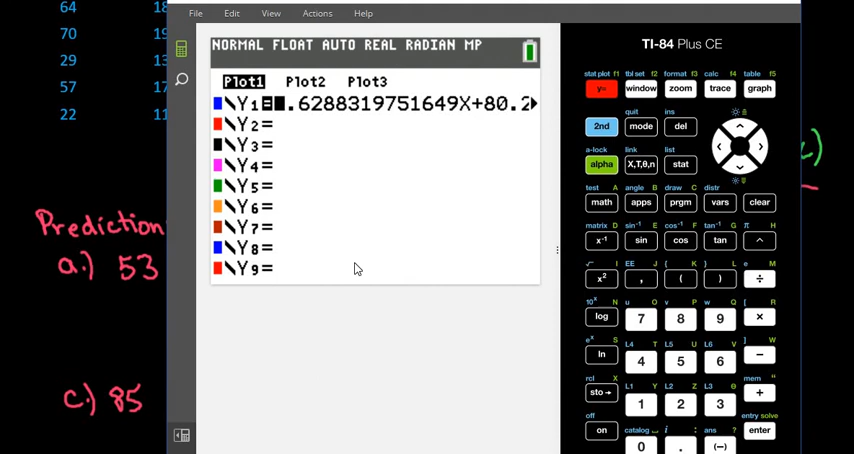 File Edit View Actions Help
64 18
70 19
29 13
57 17
22 11
Prediction
a.) 53
c.) 85
NORMAL FLOAT AUTO REAL RADIAN MP
Plot1 Plot2 Plot3
\Y1=.6288319751649X+80.2
\Y2=
\Y3=
\Y4=
\Y5=
\Y6=
\Y7=
\Y8=
\Y9=
TI-84 Plus CE
stat plot f1 tbl set f2 format f3 calc f4 table f5
y= window zoom trace graph
quit ins
2nd mode del
a-lock link list
alpha X,T,θ,n stat
test A angle B draw C distr
math apps prgm vars clear
matrix D sin⁻¹ E cos⁻¹ F tan⁻¹ G π H
x⁻¹ sin cos tan ^
√ I EE J { K } L e M
x² , ( ) ÷
10ˣ N u O v P w Q [ R
log 7 8 9 ×
eˣ S L4 T L5 U L6 V ] W
ln 4 5 6 −
rcl X L1 Y L2 Z L3 θ mem "
sto→ 1 2 3 +
off catalog i : ans ? entry solve
on 0 . (−) enter